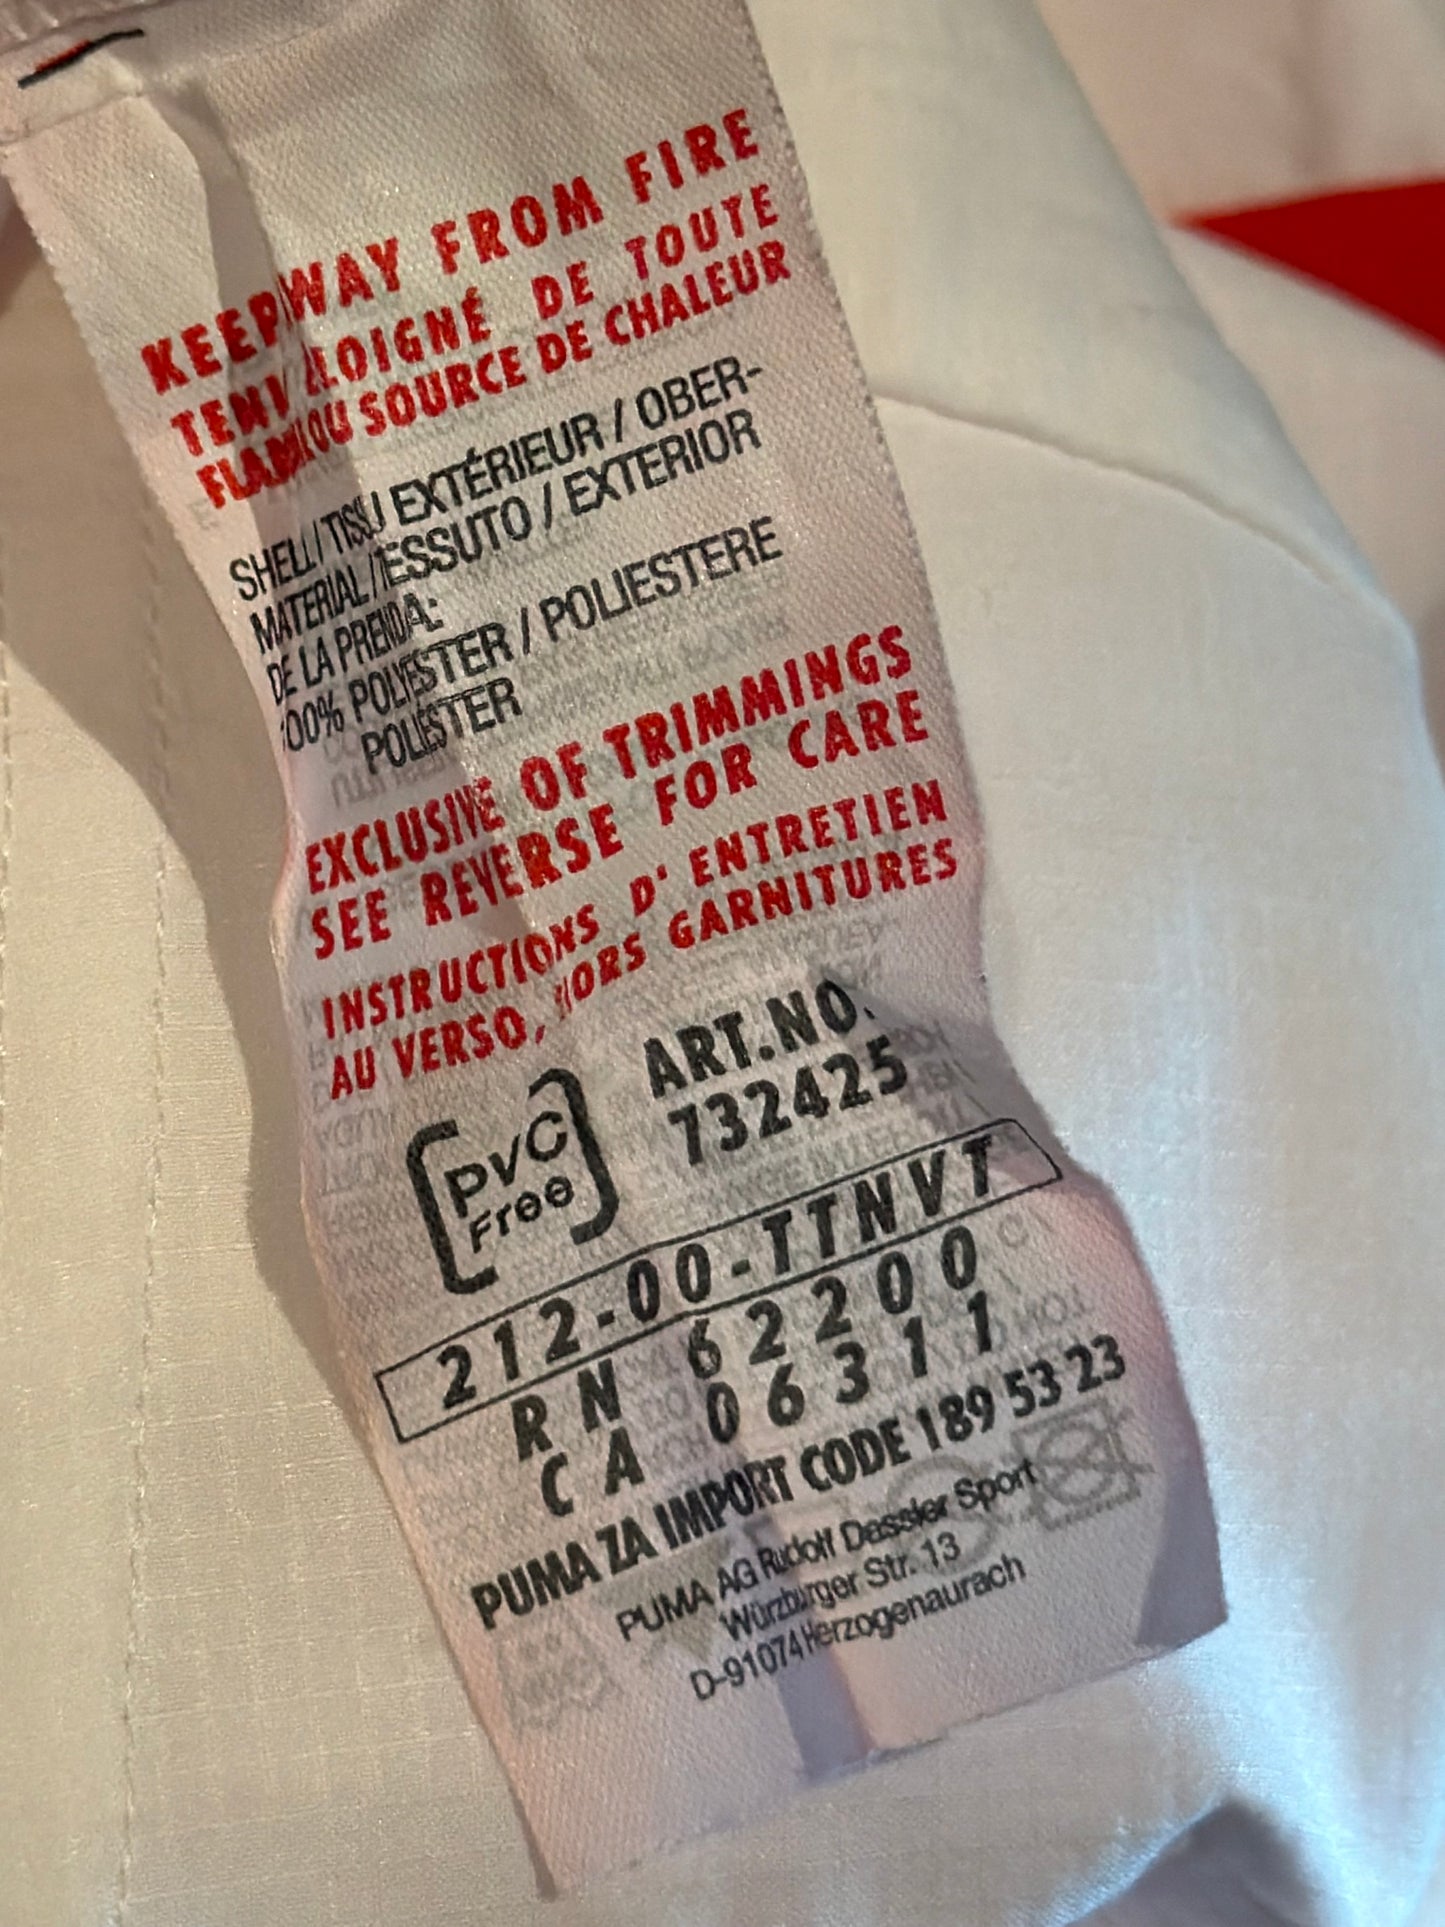 KEEP AWAY FROM FIRE
ÉLOIGNÉ DE TOUTE
OU SOURCE DE CHALEUR
SHELL / TISSU EXTÉRIEUR / OBER-
MATERIAL / TESSUTO / EXTERIOR
DE LA PRENDA:
100% POLYESTER / POLIESTERE
POLIÉSTER
EXCLUSIVE OF TRIMMINGS
SEE REVERSE FOR CARE
INSTRUCTIONS D' ENTRETIEN
AU VERSO, HORS GARNITURES
PVC
Free
ART.NO.
732425
212-00-TTNVT
RN 62200
CA 06311
PUMA ZA IMPORT CODE 189 53 23
PUMA AG Rudolf Dassler Sport
Würzburger Str. 13
D-91074 Herzogenaurach